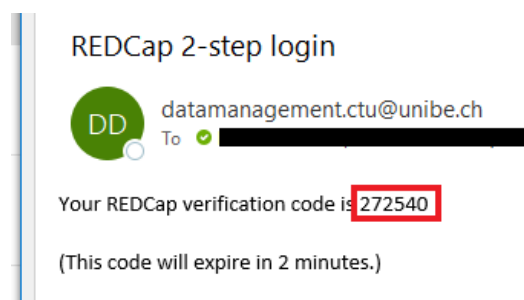 REDCap 2-step login
DD
datamanagement.ctu@unibe.ch
To
Your REDCap verification code is 272540
(This code will expire in 2 minutes.)